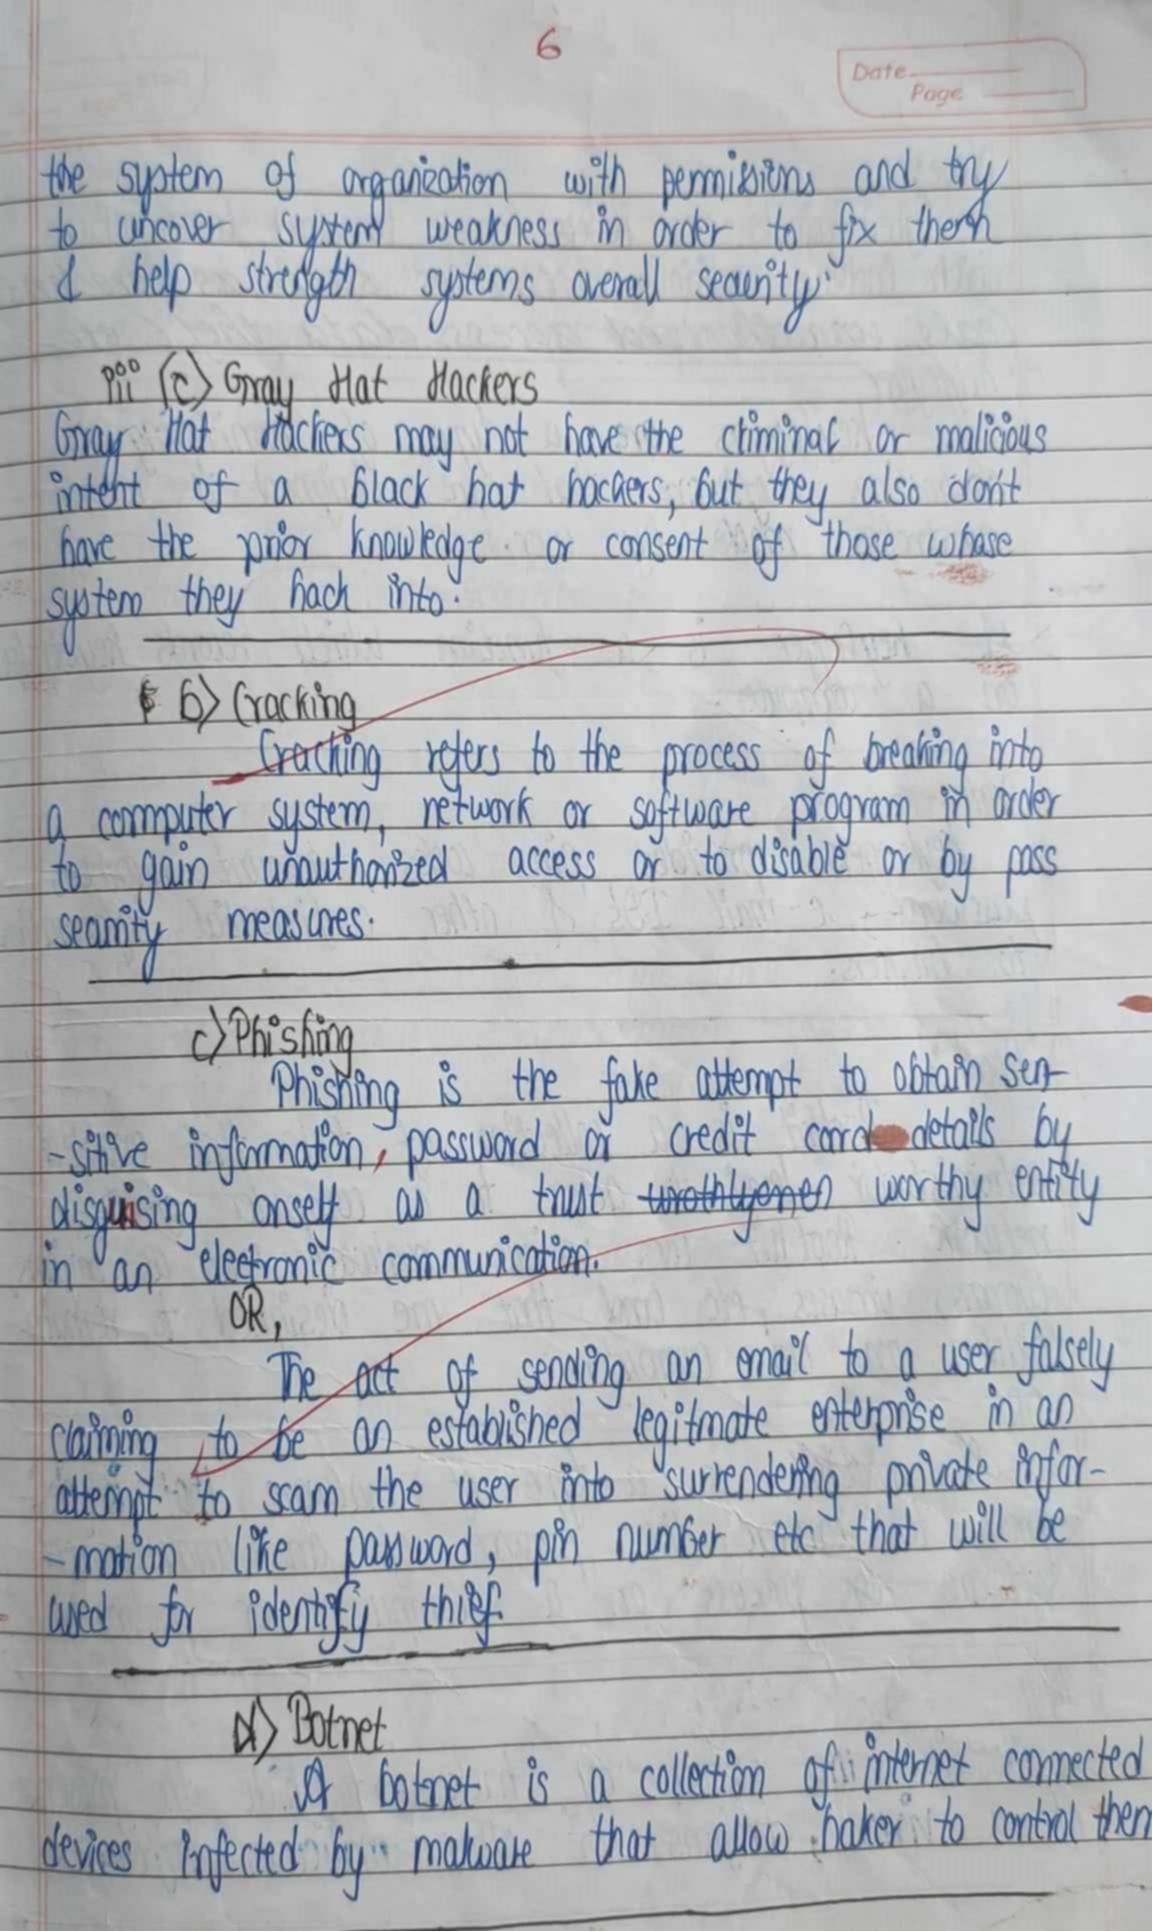 6
Date
Page
the system of organization with permissions and try
to uncover system weakness in order to fix them
& help strength systems overall security.
iii (c) Gray Hat Hackers
Gray Hat Hackers may not have the criminal or malicious
intent of a black hat hackers, but they also don't
have the prior knowledge or consent of those whose
system they hack into.
b) Cracking
Cracking refers to the process of breaking into
a computer system, network or software program in order
to gain unauthorized access or to disable or by pass
security measures.
c) Phishing
Phishing is the fake attempt to obtain sen-
-sitive information, password or credit card details by
disguising onself as a trust worthy entity
in an electronic communication.
OR,
The act of sending an email to a user falsely
claiming to be an established legitmate enterprise in an
attempt to scam the user into surrendering private infor-
-mation like password, pin number etc that will be
used for identify thief.
d) Botnet
A botnet is a collection of internet connected
devices infected by malware that allow haker to control them